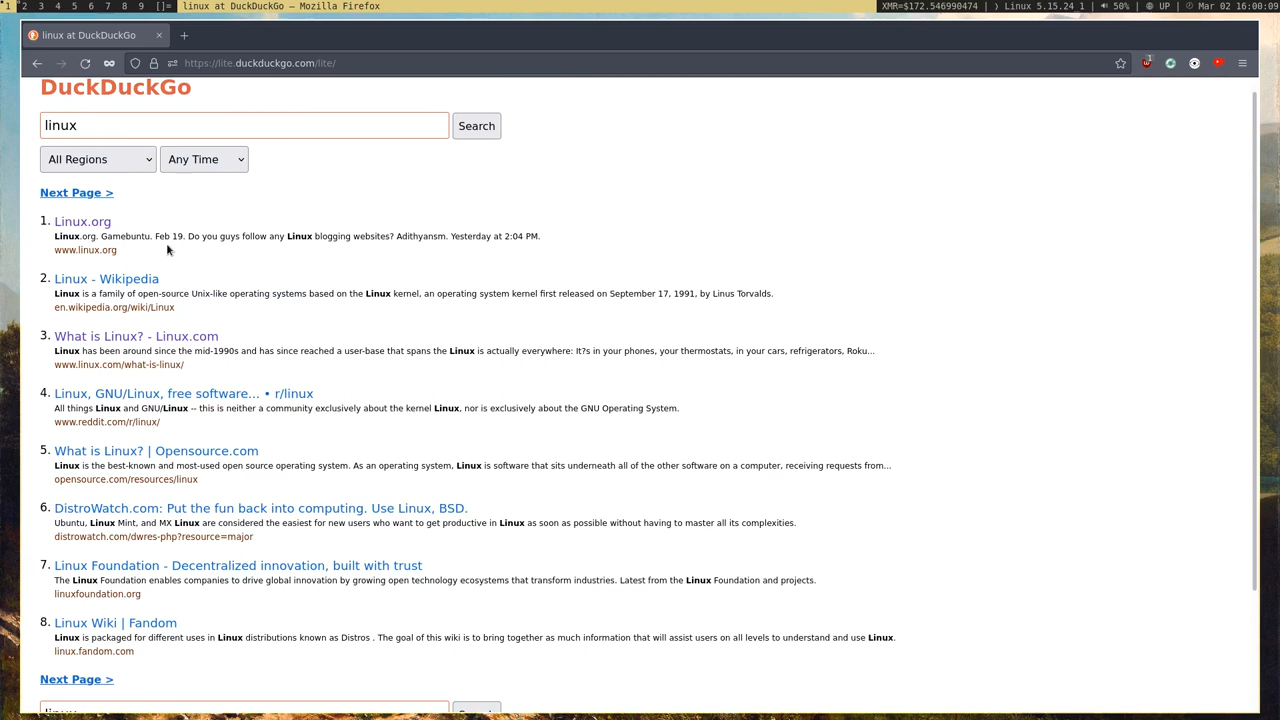 1 2 3 4 5 6 7 8 9 []= linux at DuckDuckGo — Mozilla Firefox XMR=$172.546990474 | Linux 5.15.24 1 | 50% | UP | Mar 02 16:00:09
linux at DuckDuckGo
https://lite.duckduckgo.com/lite/
1
DuckDuckGo
linux Search
All Regions Any Time
Next Page >
1. Linux.org
Linux.org. Gamebuntu. Feb 19. Do you guys follow any Linux blogging websites? Adithyansm. Yesterday at 2:04 PM.
www.linux.org
2. Linux - Wikipedia
Linux is a family of open-source Unix-like operating systems based on the Linux kernel, an operating system kernel first released on September 17, 1991, by Linus Torvalds.
en.wikipedia.org/wiki/Linux
3. What is Linux? - Linux.com
Linux has been around since the mid-1990s and has since reached a user-base that spans the Linux is actually everywhere: It?s in your phones, your thermostats, in your cars, refrigerators, Roku...
www.linux.com/what-is-linux/
4. Linux, GNU/Linux, free software... • r/linux
All things Linux and GNU/Linux -- this is neither a community exclusively about the kernel Linux, nor is exclusively about the GNU Operating System.
www.reddit.com/r/linux/
5. What is Linux? | Opensource.com
Linux is the best-known and most-used open source operating system. As an operating system, Linux is software that sits underneath all of the other software on a computer, receiving requests from...
opensource.com/resources/linux
6. DistroWatch.com: Put the fun back into computing. Use Linux, BSD.
Ubuntu, Linux Mint, and MX Linux are considered the easiest for new users who want to get productive in Linux as soon as possible without having to master all its complexities.
distrowatch.com/dwres-php?resource=major
7. Linux Foundation - Decentralized innovation, built with trust
The Linux Foundation enables companies to drive global innovation by growing open technology ecosystems that transform industries. Latest from the Linux Foundation and projects.
linuxfoundation.org
8. Linux Wiki | Fandom
Linux is packaged for different uses in Linux distributions known as Distros . The goal of this wiki is to bring together as much information that will assist users on all levels to understand and use Linux.
linux.fandom.com
Next Page >